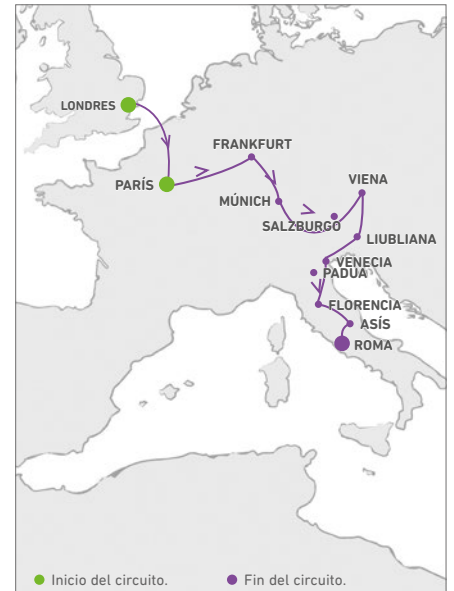 LONDRES
FRANKFURT
PARÍS
VIENA
MÚNICH
SALZBURGO
LIUBLIANA
VENECIA
PADUA
FLORENCIA
ASÍS
ROMA
Inicio del circuito.
Fin del circuito.